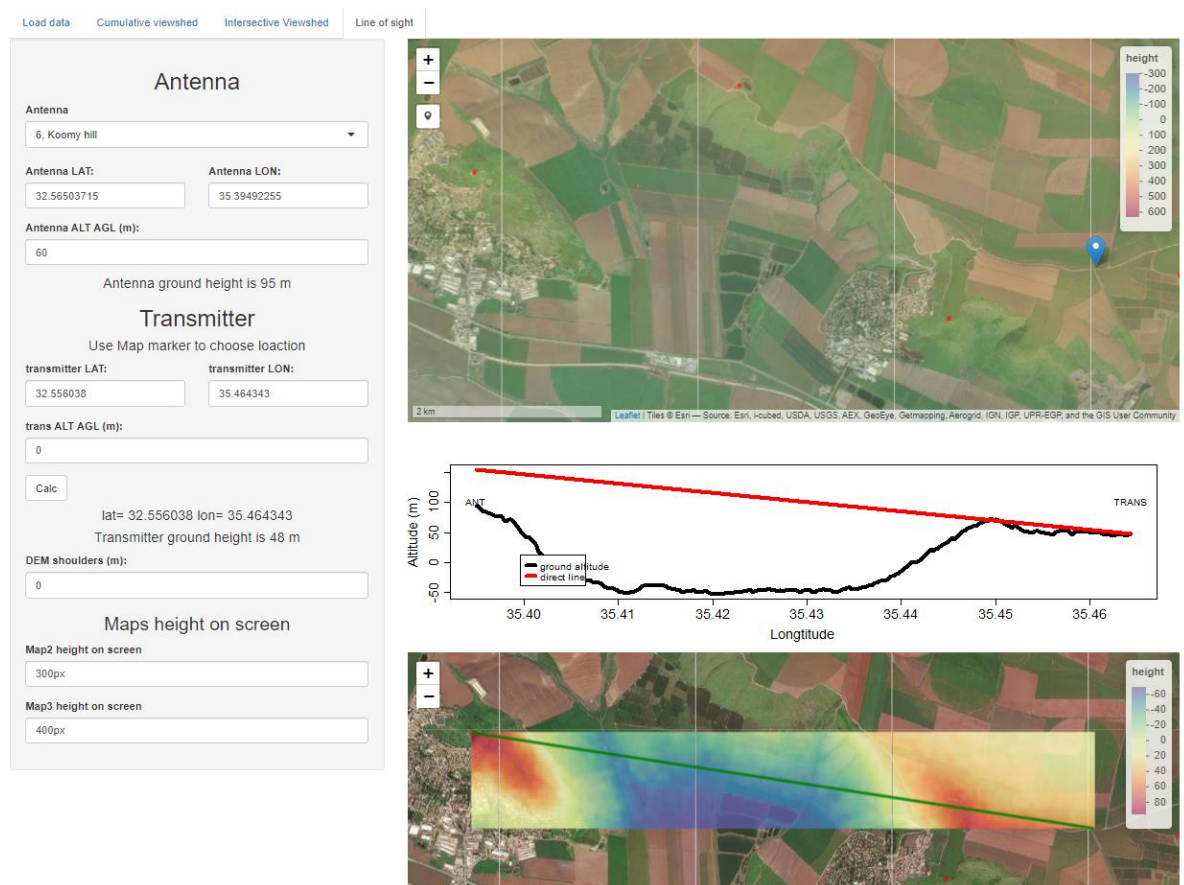 Load data Cumulative viewshed Intersective Viewshed Line of sight
Antenna
Antenna
6, Koomy hill
Antenna LAT: Antenna LON:
32.56503715 35.39492255
Antenna ALT AGL (m):
60
Antenna ground height is 95 m
Transmitter
Use Map marker to choose loaction
transmitter LAT: transmitter LON:
32.556038 35.464343
trans ALT AGL (m):
0
Calc
lat= 32.556038 lon= 35.464343
Transmitter ground height is 48 m
DEM shoulders (m):
0
Maps height on screen
Map2 height on screen
300px
Map3 height on screen
400px
+
−
height
-300
-200
-100
0
100
200
300
400
500
600
2 km
Leaflet | Tiles © Esri — Source: Esri, i-cubed, USDA, USGS, AEX, GeoEye, Getmapping, Aerogrid, IGN, IGP, UPR-EGP, and the GIS User Community
Altitude (m)
100
50
0
-50
ANT
TRANS
ground altitude
direct line
35.40 35.41 35.42 35.43 35.44 35.45 35.46
Longtitude
+
−
height
-60
-40
-20
0
20
40
60
80